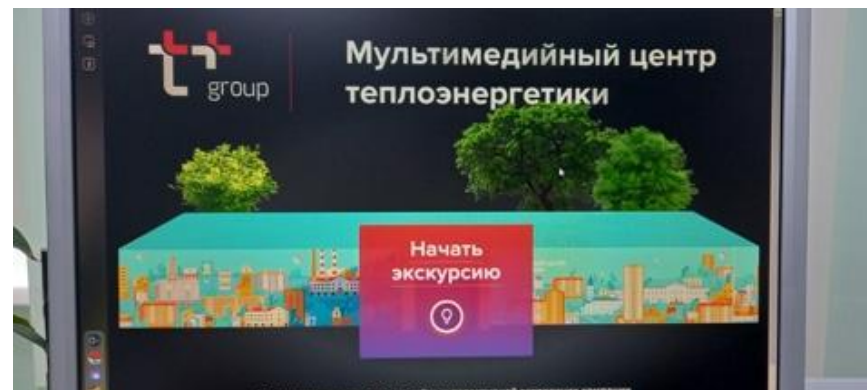 group
Мультимедийный центр
теплоэнергетики
Начать
экскурсию